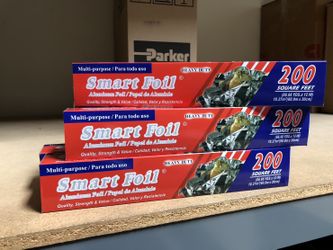 Parker
Multi-purpose / Para todo uso
HEAVY DUTY
Smart Foil
Aluminum Foil / Papel de Aluminio
Quality, Strength & Value / Calidad, Valor y Resistencia
200
SQUARE FEET
Multi-purpose / Para todo uso
HEAVY DUTY
Smart Foil
Aluminum Foil / Papel de Aluminio
Quality, Strength & Value / Calidad, Valor y Resistencia
200
SQUARE FEET
Multi-purpose / Para todo uso
HEAVY DUTY
Smart Foil
Aluminum Foil / Papel de Aluminio
Quality, Strength & Value / Calidad, Valor y Resistencia
200
SQUARE FEET